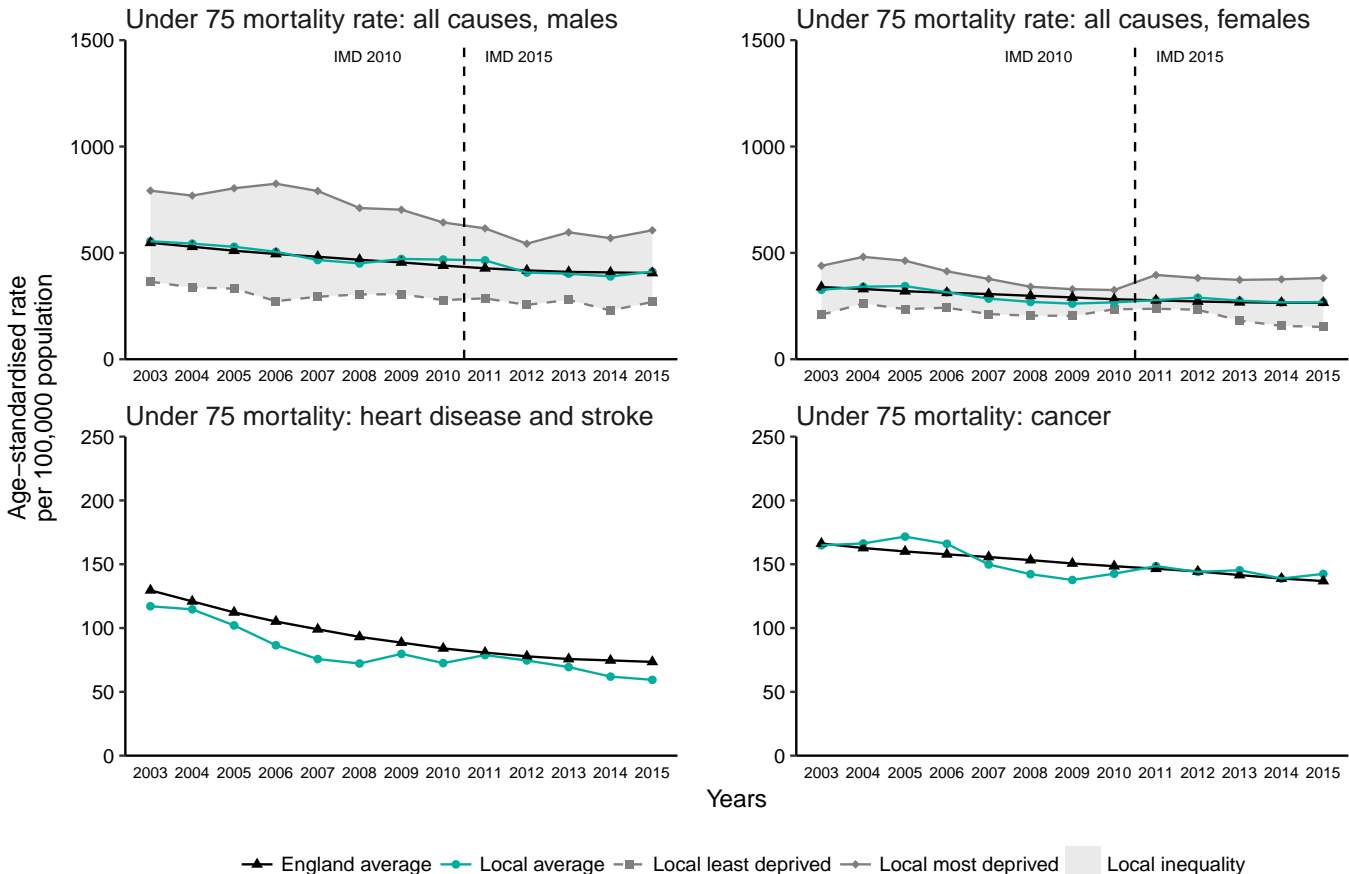 Under 75 mortality rate: all causes, males
1500
1000
500
0
IMD 2010
IMD 2015
2003 2004 2005 2006 2007 2008 2009 2010 2011 2012 2013 2014 2015
Under 75 mortality rate: all causes, females
1500
1000
500
0
IMD 2010
IMD 2015
2003 2004 2005 2006 2007 2008 2009 2010 2011 2012 2013 2014 2015
Age−standardised rate
per 100,000 population
Under 75 mortality: heart disease and stroke
250
200
150
100
50
0
2003 2004 2005 2006 2007 2008 2009 2010 2011 2012 2013 2014 2015
Under 75 mortality: cancer
250
200
150
100
50
0
2003 2004 2005 2006 2007 2008 2009 2010 2011 2012 2013 2014 2015
Years
England average Local average Local least deprived Local most deprived Local inequality